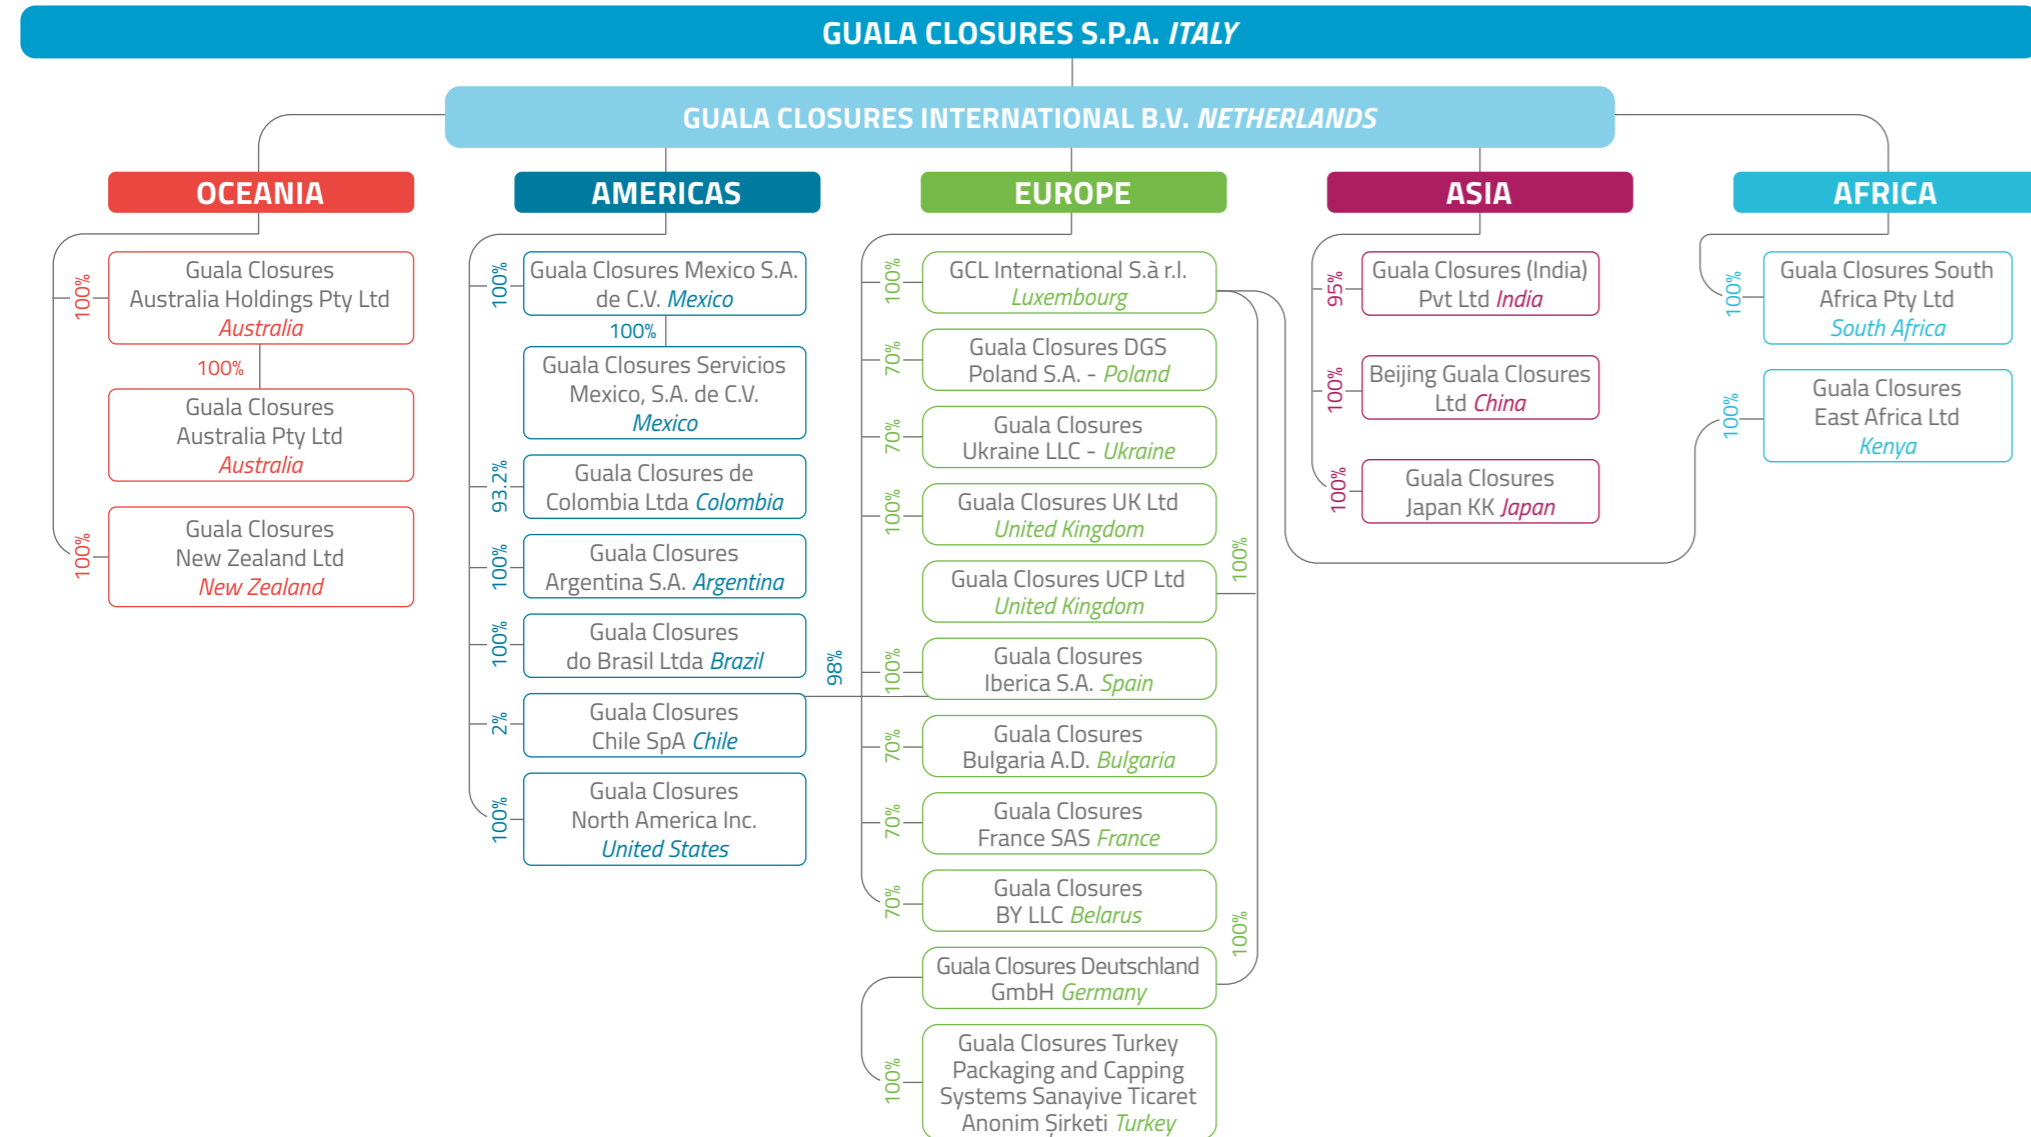 GUALA CLOSURES S.P.A. ITALY
GUALA CLOSURES INTERNATIONAL B.V. NETHERLANDS
OCEANIA
100%
Guala Closures
Australia Holdings Pty Ltd
Australia
100%
Guala Closures
Australia Pty Ltd
Australia
100%
Guala Closures
New Zealand Ltd
New Zealand
AMERICAS
100%
Guala Closures Mexico S.A.
de C.V. Mexico
100%
Guala Closures Servicios
Mexico, S.A. de C.V.
Mexico
93.2%
Guala Closures de
Colombia Ltda Colombia
100%
Guala Closures
Argentina S.A. Argentina
100%
Guala Closures
do Brasil Ltda Brazil
98%
2%
Guala Closures
Chile SpA Chile
100%
Guala Closures
North America Inc.
United States
EUROPE
100%
GCL International S.à r.l.
Luxembourg
70%
Guala Closures DGS
Poland S.A. - Poland
70%
Guala Closures
Ukraine LLC - Ukraine
100%
Guala Closures UK Ltd
United Kingdom
100%
Guala Closures UCP Ltd
United Kingdom
100%
Guala Closures
Iberica S.A. Spain
70%
Guala Closures
Bulgaria A.D. Bulgaria
70%
Guala Closures
France SAS France
70%
Guala Closures
BY LLC Belarus
100%
Guala Closures Deutschland
GmbH Germany
100%
Guala Closures Turkey
Packaging and Capping
Systems Sanayive Ticaret
Anonim Şirketi Turkey
ASIA
95%
Guala Closures (India)
Pvt Ltd India
100%
Beijing Guala Closures
Ltd China
100%
Guala Closures
Japan KK Japan
AFRICA
100%
Guala Closures South
Africa Pty Ltd
South Africa
100%
Guala Closures
East Africa Ltd
Kenya